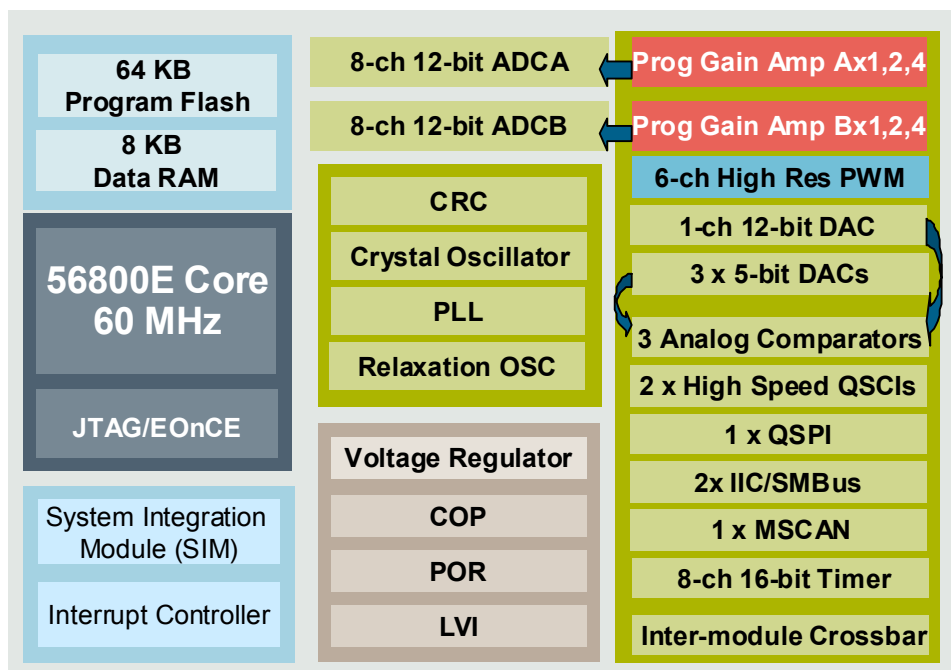 64 KB
Program Flash
8 KB
Data RAM
56800E Core
60 MHz
JTAG/EOnCE
System Integration
Module (SIM)
Interrupt Controller
8-ch 12-bit ADCA
8-ch 12-bit ADCB
CRC
Crystal Oscillator
PLL
Relaxation OSC
Voltage Regulator
COP
POR
LVI
Prog Gain Amp Ax1,2,4
Prog Gain Amp Bx1,2,4
6-ch High Res PWM
1-ch 12-bit DAC
3 x 5-bit DACs
3 Analog Comparators
2 x High Speed QSCIs
1 x QSPI
2x IIC/SMBus
1 x MSCAN
8-ch 16-bit Timer
Inter-module Crossbar